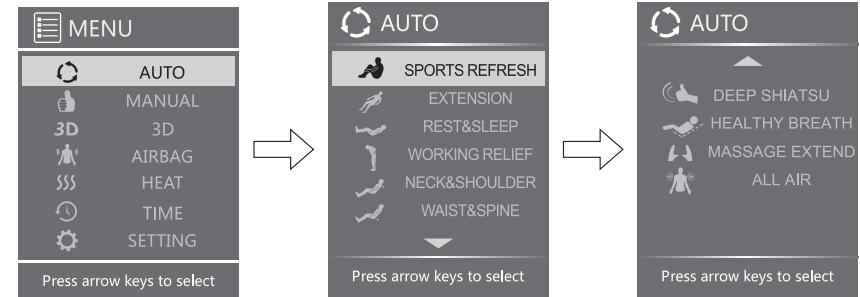 MENU
AUTO
MANUAL
3D 3D
AIRBAG
HEAT
TIME
SETTING
Press arrow keys to select
AUTO
SPORTS REFRESH
EXTENSION
REST&SLEEP
WORKING RELIEF
NECK&SHOULDER
WAIST&SPINE
Press arrow keys to select
AUTO
DEEP SHIATSU
HEALTHY BREATH
MASSAGE EXTEND
ALL AIR
Press arrow keys to select